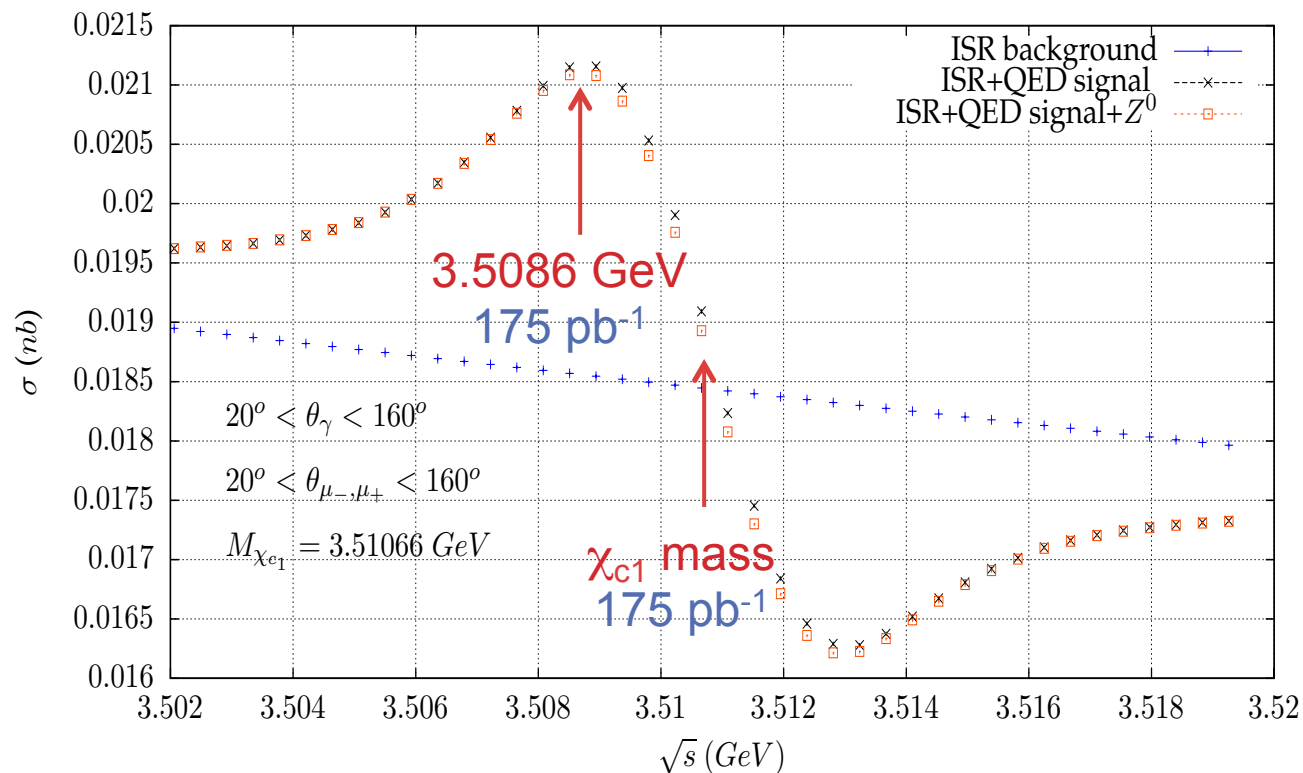 0.0215
0.021
0.0205
0.02
0.0195
0.019
0.0185
0.018
0.0175
0.017
0.0165
0.016
σ (nb)
ISR background
ISR+QED signal
ISR+QED signal+Z⁰
3.5086 GeV
175 pb⁻¹
20ᵒ < θγ < 160ᵒ
20ᵒ < θμ₋,μ₊ < 160ᵒ
Mχc₁ = 3.51066 GeV
χc1 mass
175 pb⁻¹
3.502 3.504 3.506 3.508 3.51 3.512 3.514 3.516 3.518 3.52
√s (GeV)